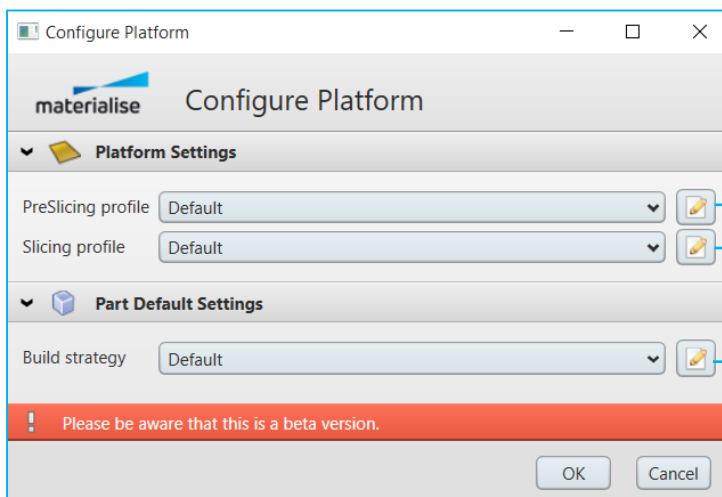 Configure Platform
materialise
Configure Platform
Platform Settings
PreSlicing profile Default
Slicing profile Default
Part Default Settings
Build strategy Default
! Please be aware that this is a beta version.
OK Cancel